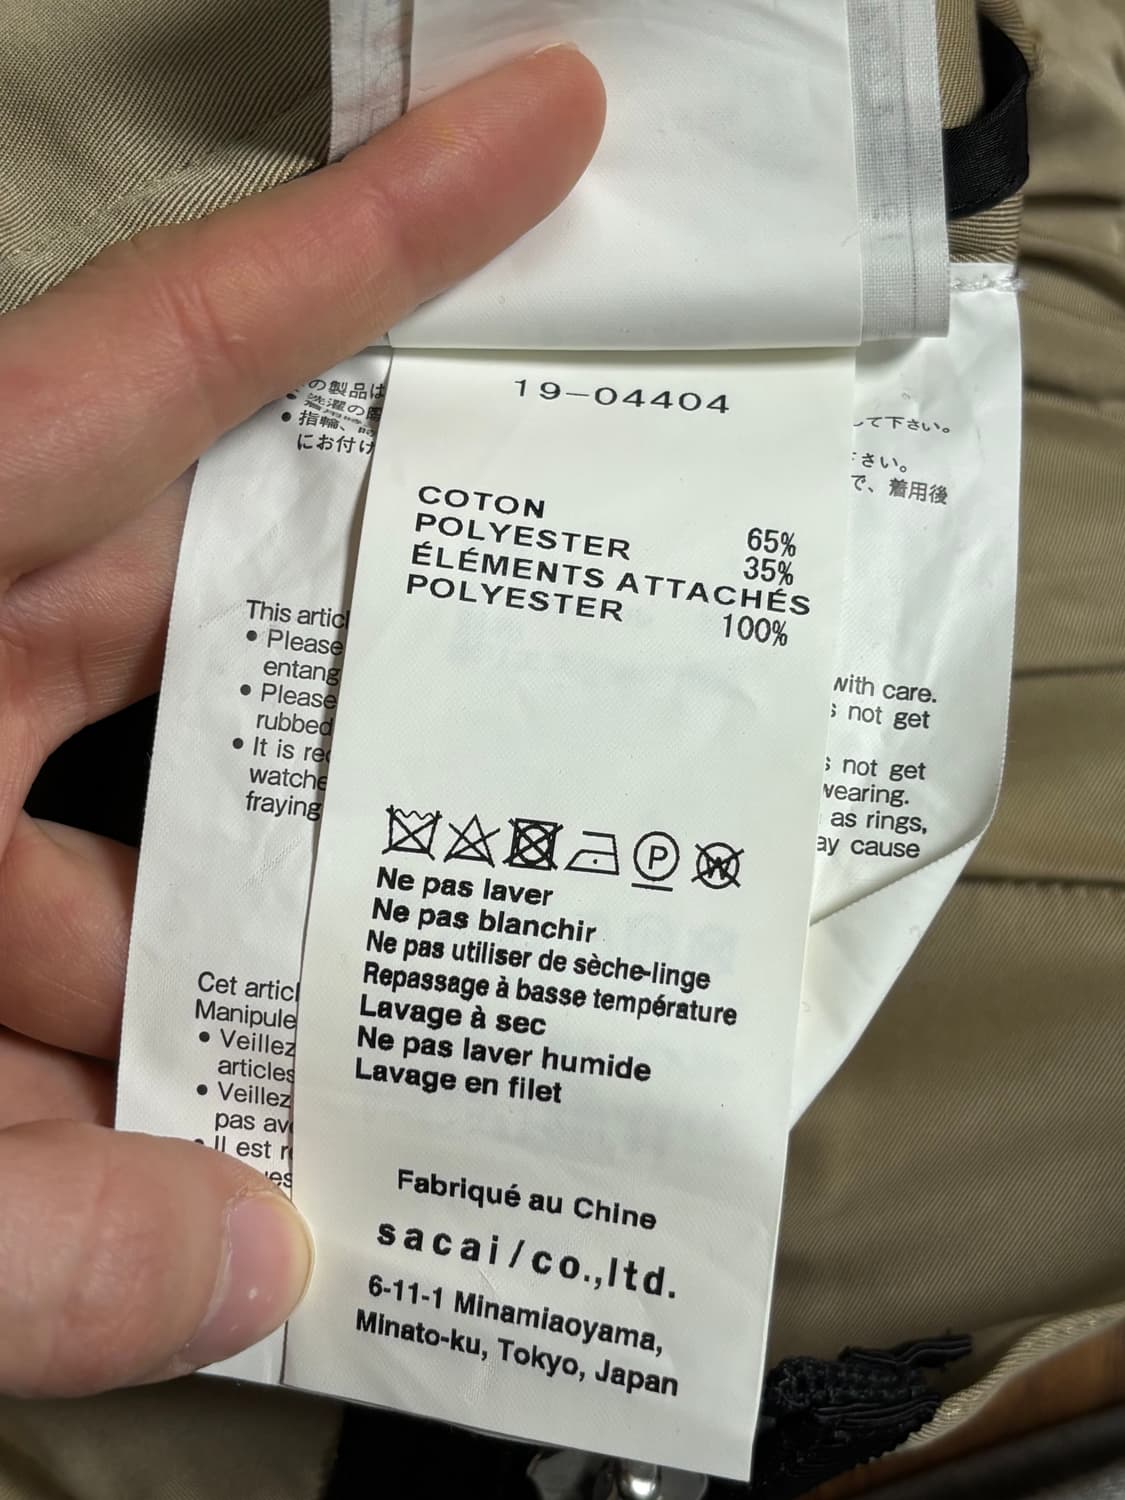 19-04404
COTON 65%
POLYESTER 35%
ÉLÉMENTS ATTACHÉS
POLYESTER 100%
P W
Ne pas laver
Ne pas blanchir
Ne pas utiliser de sèche-linge
Repassage à basse température
Lavage à sec
Ne pas laver humide
Lavage en filet
Fabriqué au Chine
sacai/co.,ltd.
6-11-1 Minamiaoyama,
Minato-ku, Tokyo, Japan
の製品は
• 洗濯の際
• 指輪、
にお付け
て下さい。
さい。
で、着用後
This articl
• Please
entang
• Please
rubbed
• It is re
watche
fraying
with care.
not get
not get
wearing.
as rings,
ay cause
Cet articl
Manipule
• Veillez
articles
• Veillez
pas av
• Il est r